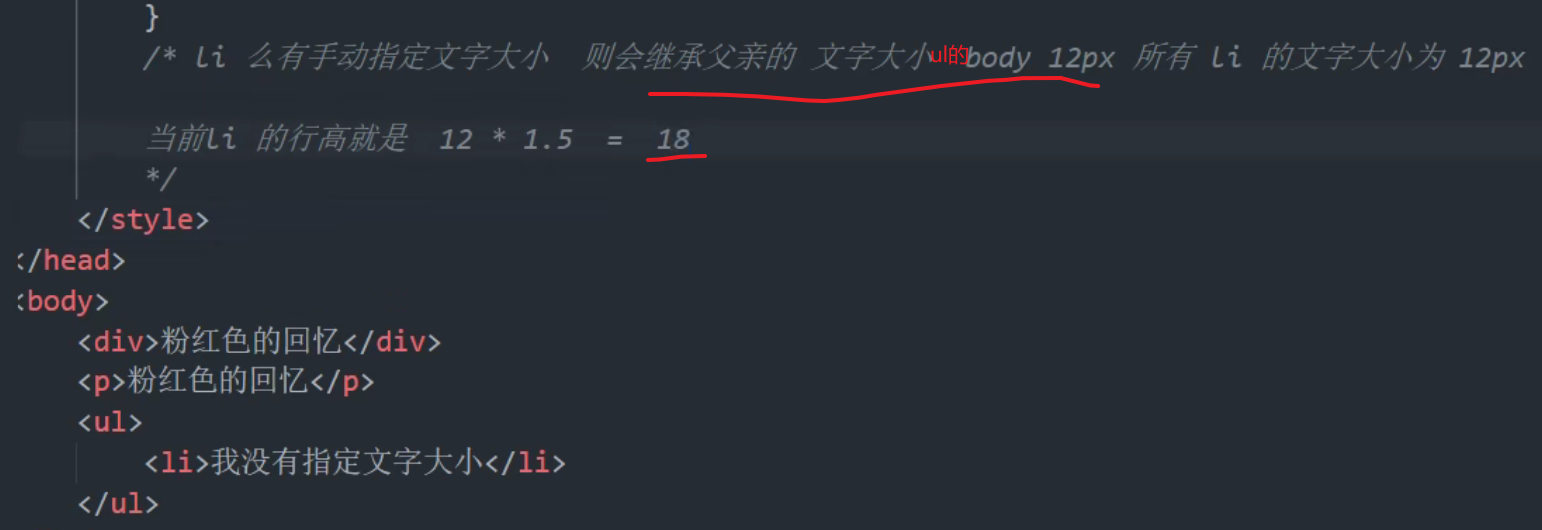 }
/* li 么有手动指定文字大小 则会继承父亲的 文字大小 ul的 body 12px 所有 li 的文字大小为 12px
当前li 的行高就是 12 * 1.5 = 18
*/
</style>
</head>
<body>
<div>粉红色的回忆</div>
<p>粉红色的回忆</p>
<ul>
<li>我没有指定文字大小</li>
</ul>